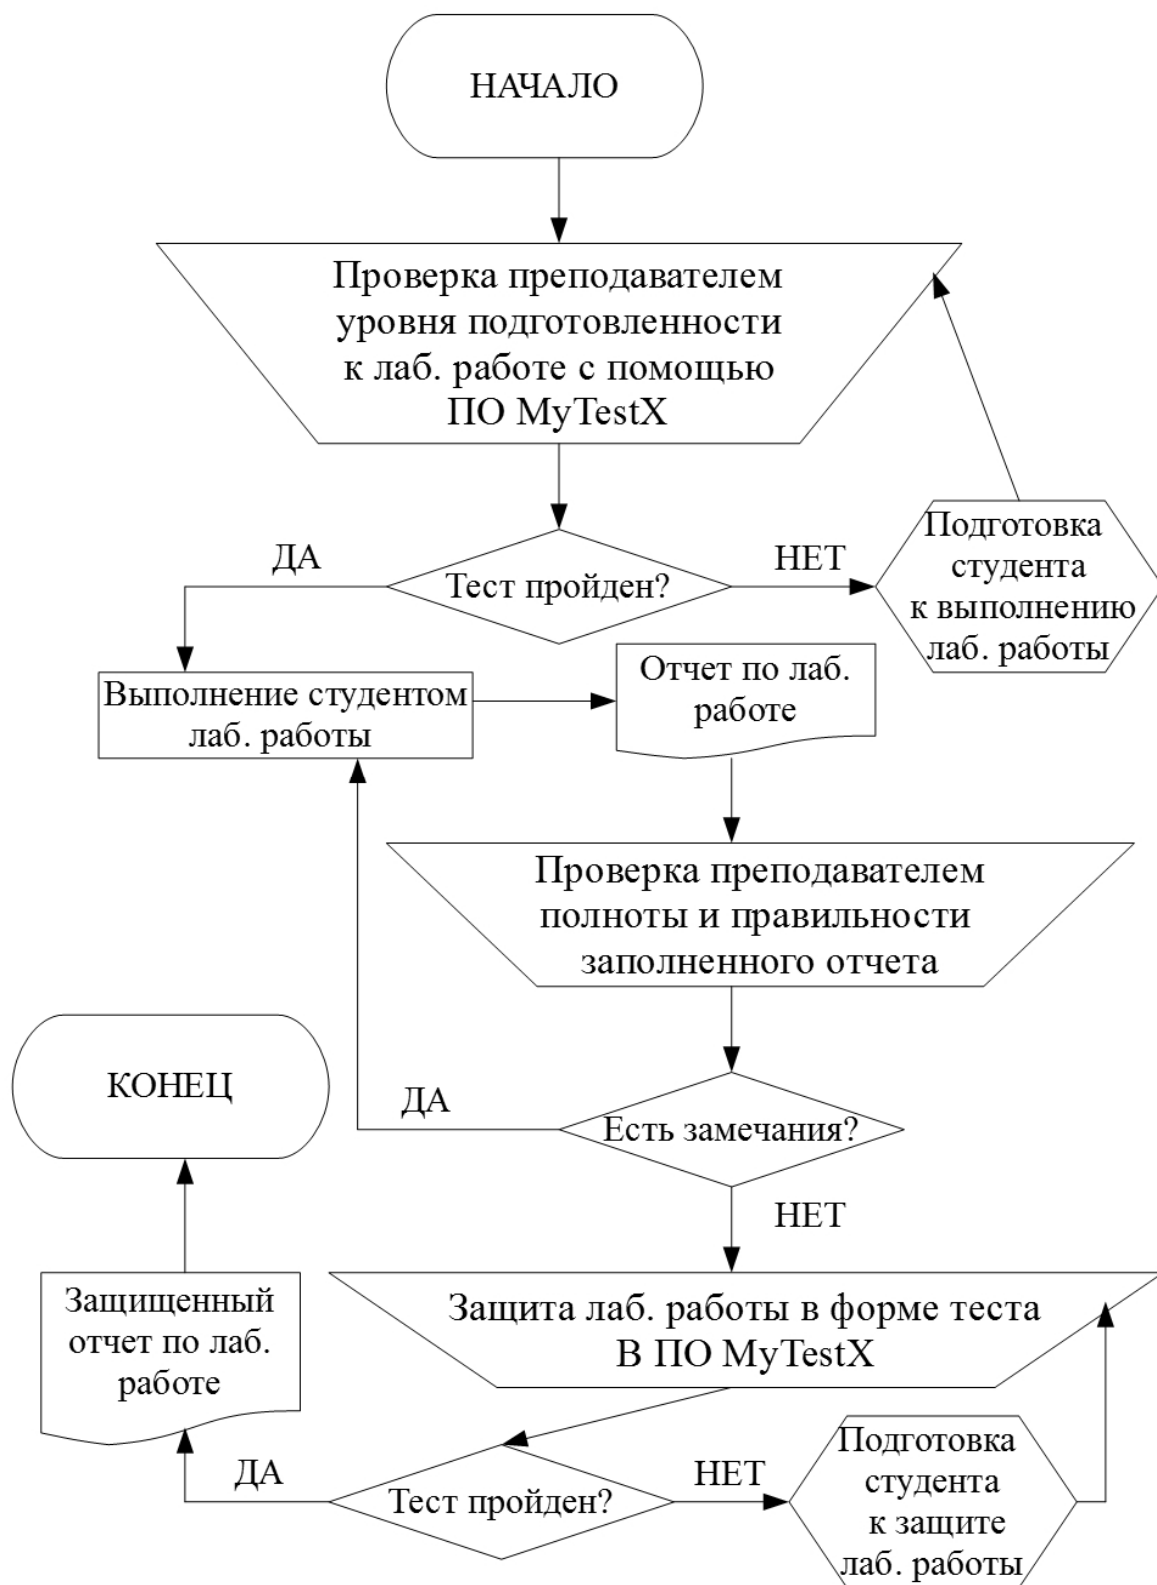 НАЧАЛО
Проверка преподавателем
уровня подготовленности
к лаб. работе с помощью
ПО MyTestX
ДА
Тест пройден?
НЕТ
Подготовка
студента
к выполнению
лаб. работы
Выполнение студентом
лаб. работы
Отчет по лаб.
работе
Проверка преподавателем
полноты и правильности
заполненного отчета
КОНЕЦ
ДА
Есть замечания?
НЕТ
Защищенный
отчет по лаб.
работе
Защита лаб. работы в форме теста
В ПО MyTestX
ДА
Тест пройден?
НЕТ
Подготовка
студента
к защите
лаб. работы